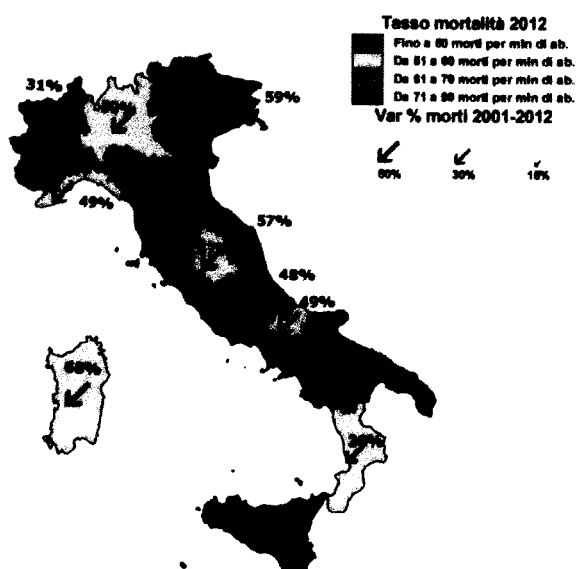 Tasso mortalità 2012
Fino a 50 morti per mln di ab.
Da 51 a 60 morti per mln di ab.
Da 61 a 70 morti per mln di ab.
Da 71 a 90 morti per mln di ab.
Var % morti 2001-2012
60% 30% 15%
31%
59%
49%
57%
48%
49%